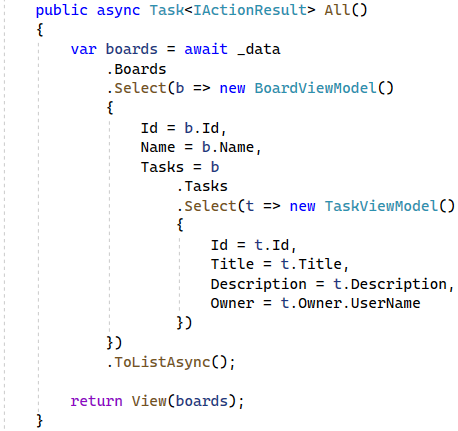 public async Task<IActionResult> All()
{
    var boards = await _data
        .Boards
        .Select(b => new BoardViewModel()
        {
            Id = b.Id,
            Name = b.Name,
            Tasks = b
                .Tasks
                .Select(t => new TaskViewModel()
                {
                    Id = t.Id,
                    Title = t.Title,
                    Description = t.Description,
                    Owner = t.Owner.UserName
                })
        })
        .ToListAsync();

    return View(boards);
}